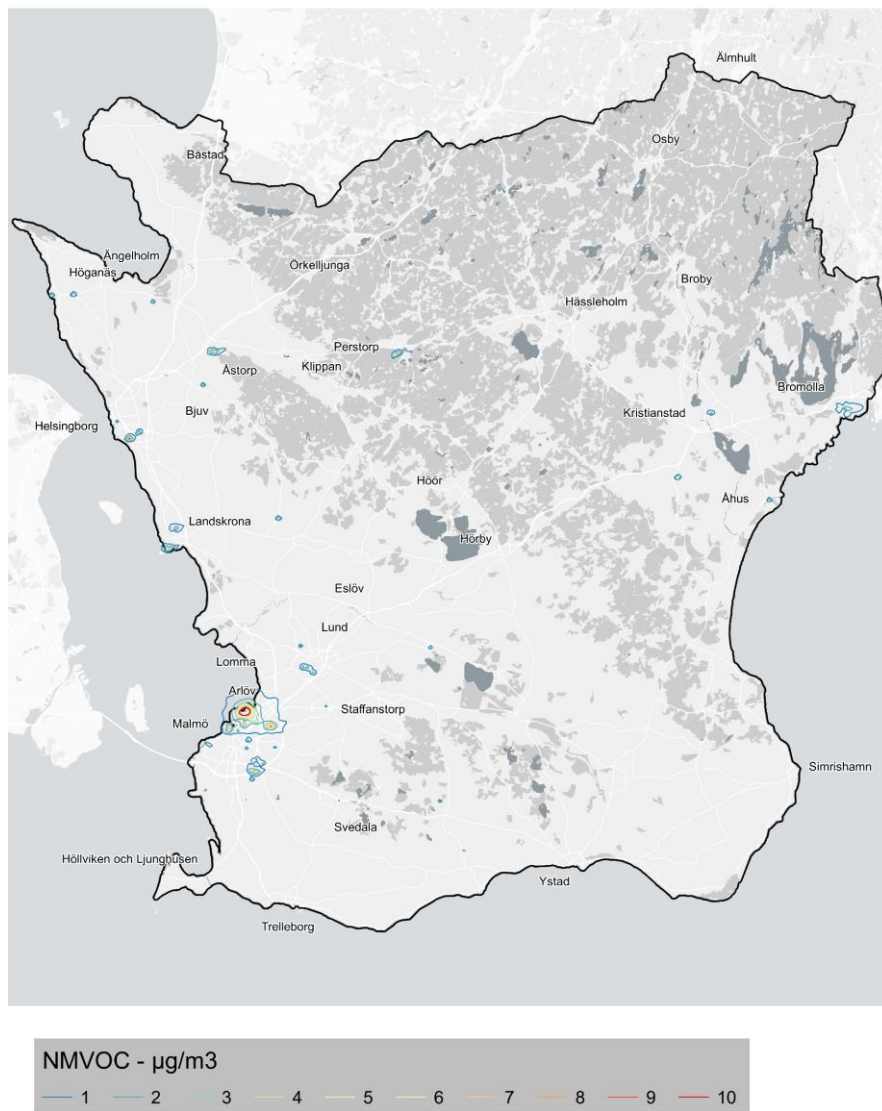 Älmhult
Osby
Båstad
Ängelholm
Höganäs
Örkelljunga
Broby
Hässleholm
Perstorp
Klippan
Åstorp
Bromölla
Bjuv
Kristianstad
Helsingborg
Höör
Åhus
Landskrona
Hörby
Eslöv
Lund
Lomma
Arlöv
Staffanstorp
Malmö
Simrishamn
Svedala
Höllviken och Ljunghusen
Ystad
Trelleborg
NMVOC - µg/m3
1 2 3 4 5 6 7 8 9 10